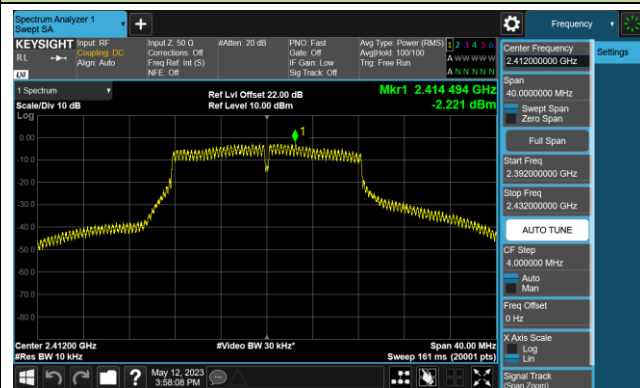 Spectrum Analyzer 1
Swept SA
Frequency
KEYSIGHT
RL
Input: RF
Coupling: DC
Align: Auto
Input Z: 50 Ω
Corrections: Off
Freq Ref: Int (S)
NFE: Off
#Atten: 20 dB
PNO: Fast
Gate: Off
IF Gain: Low
Sig Track: Off
Avg Type: Power (RMS)
Avg|Hold: 100/100
Trig: Free Run
1 2 3 4 5 6
A W W W W W
A N N N N N
LXI
1 Spectrum
Scale/Div 10 dB
Log
Ref Lvl Offset 22.00 dB
Ref Level 10.00 dBm
Mkr1 2.414 494 GHz
-2.221 dBm
1
0.00
-10.0
-20.0
-30.0
-40.0
-50.0
-60.0
-70.0
-80.0
Center 2.41200 GHz
#Res BW 10 kHz
#Video BW 30 kHz*
Span 40.00 MHz
Sweep 161 ms (20001 pts)
May 12, 2023
3:58:08 PM
Center Frequency
2.412000000 GHz
Settings
Span
40.0000000 MHz
Swept Span
Zero Span
Full Span
Start Freq
2.392000000 GHz
Stop Freq
2.432000000 GHz
AUTO TUNE
CF Step
4.000000 MHz
Auto
Man
Freq Offset
0 Hz
X Axis Scale
Log
Lin
Signal Track
(Span Zoom)